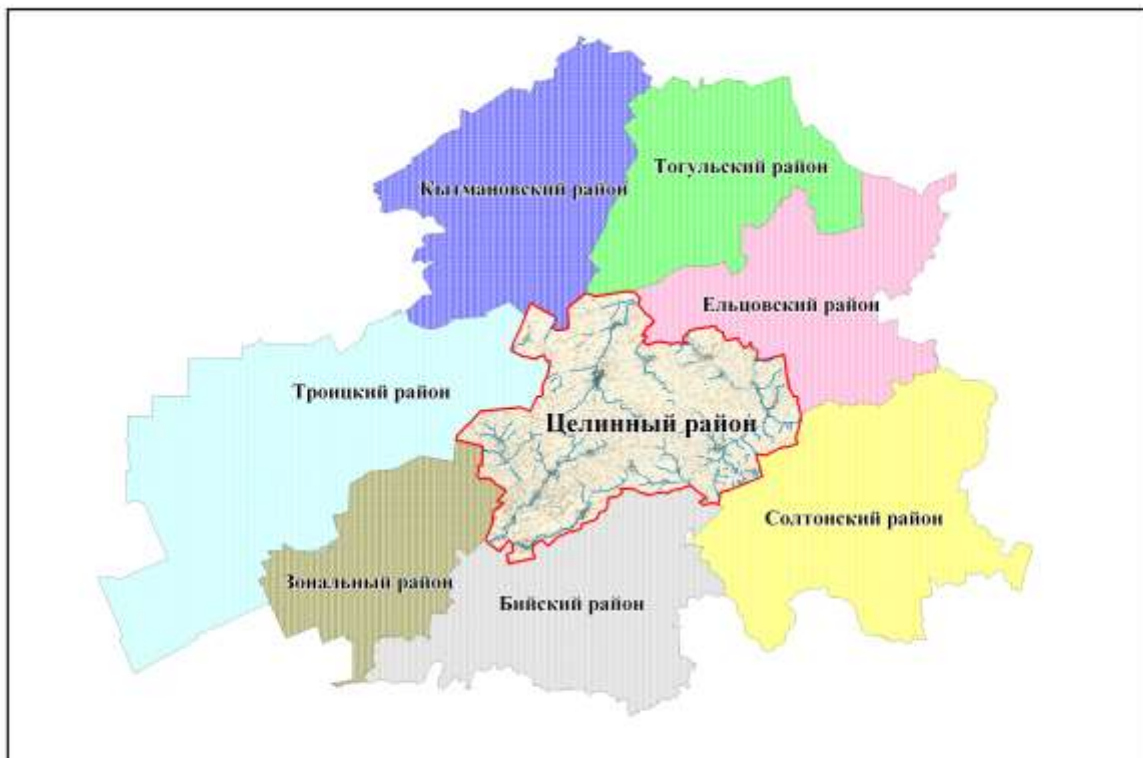 Тогульский район
Кытмановский район
Ельцовский район
Троицкий район
Целинный район
Солтонский район
Зональный район
Бийский район